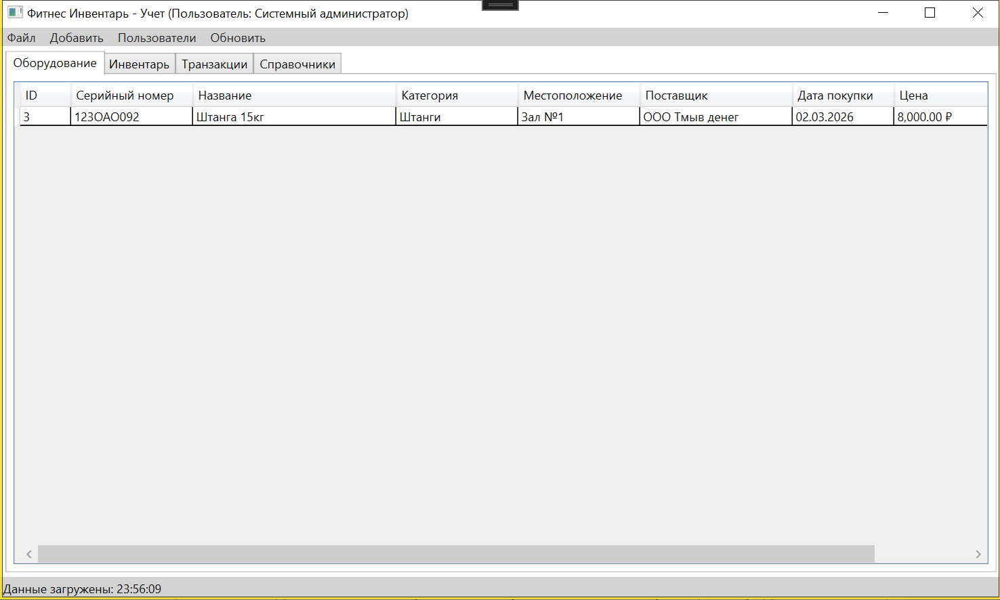 Фитнес Инвентарь - Учет (Пользователь: Системный администратор)
Файл Добавить Пользователи Обновить
Оборудование Инвентарь Транзакции Справочники
ID Серийный номер Название Категория Местоположение Поставщик Дата покупки Цена
3 123ОАО092 Штанга 15кг Штанги Зал №1 ООО Тмыв денег 02.03.2026 8,000.00 ₽
Данные загружены: 23:56:09